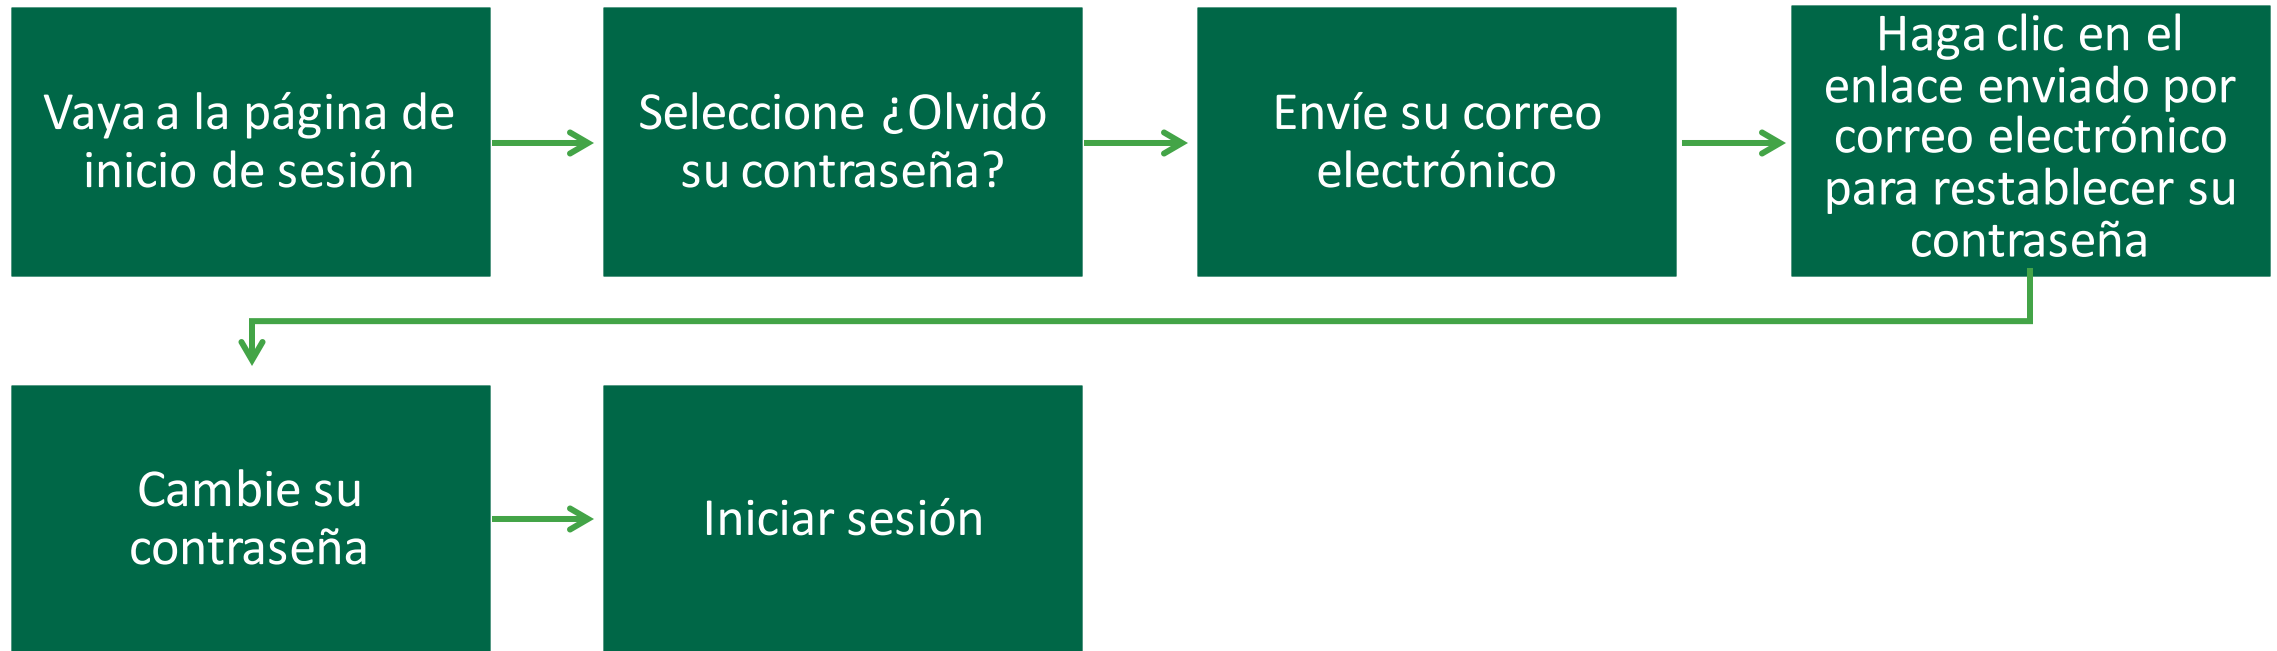 Vaya a la página de
inicio de sesión
Seleccione ¿Olvidó
su contraseña?
Envíe su correo
electrónico
Haga clic en el
enlace enviado por
correo electrónico
para restablecer su
contraseña
Cambie su
contraseña
Iniciar sesión